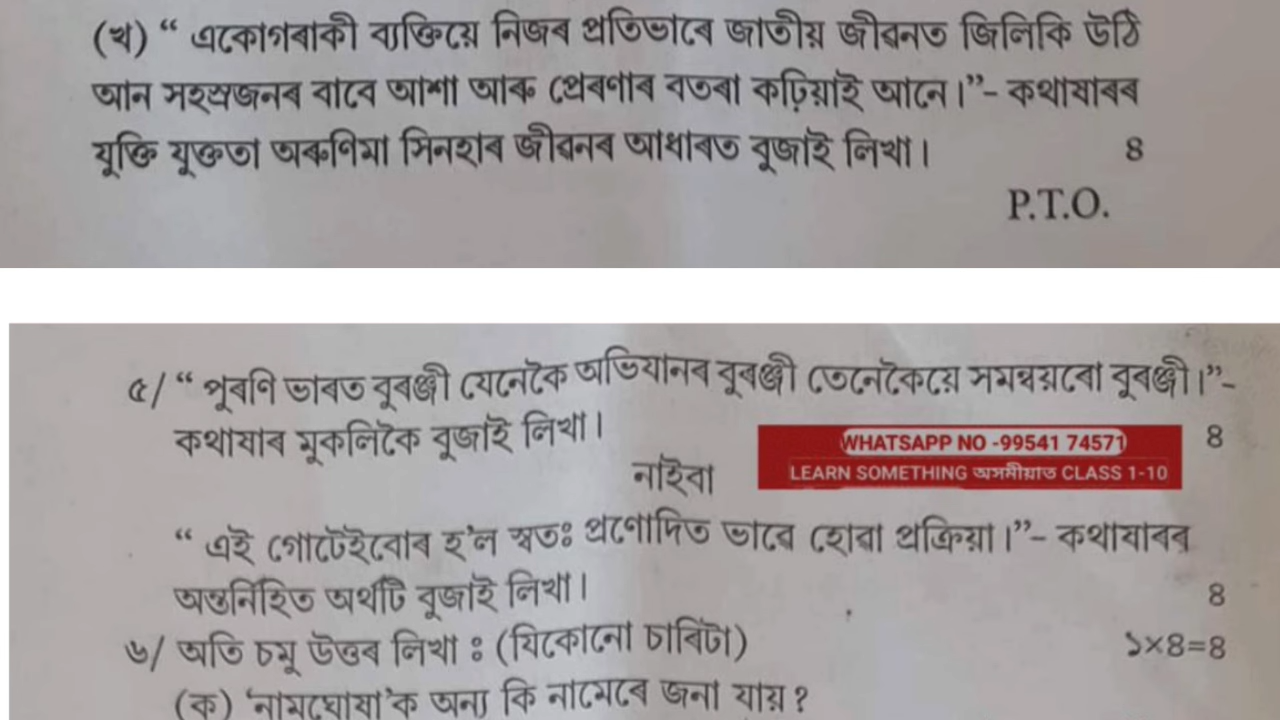 (খ) “ একোগৰাকী ব্যক্তিয়ে নিজৰ প্ৰতিভাৰে জাতীয় জীৱনত জিলিকি উঠি
আন সহস্ৰজনৰ বাবে আশা আৰু প্ৰেৰণাৰ বতৰা কঢ়িয়াই আনে।”– কথাষাৰৰ
যুক্তি যুক্ততা অৰুণিমা সিনহাৰ জীৱনৰ আধাৰত বুজাই লিখা। ৪
P.T.O.
৫/ “ পুৰণি ভাৰত বুৰঞ্জী যেনেকৈ অভিযানৰ বুৰঞ্জী তেনেকৈয়ে সমন্বয়ৰো বুৰঞ্জী।”–
কথাষাৰ মুকলিকৈ বুজাই লিখা। ৪
WHATSAPP NO -99541 74571
নাইবা
LEARN SOMETHING অসমীয়াত CLASS 1-10
“ এই গোটেইবোৰ হ’ল স্বতঃ প্ৰণোদিত ভাৱে হোৱা প্ৰক্ৰিয়া।”– কথাষাৰৰ
অন্তৰ্নিহিত অৰ্থটি বুজাই লিখা। ৪
৬/ অতি চমু উত্তৰ লিখা ঃ (যিকোনো চাৰিটা) ১×৪=৪
(ক) ‘নামঘোষা’ক অন্য কি নামেৰে জনা যায়?